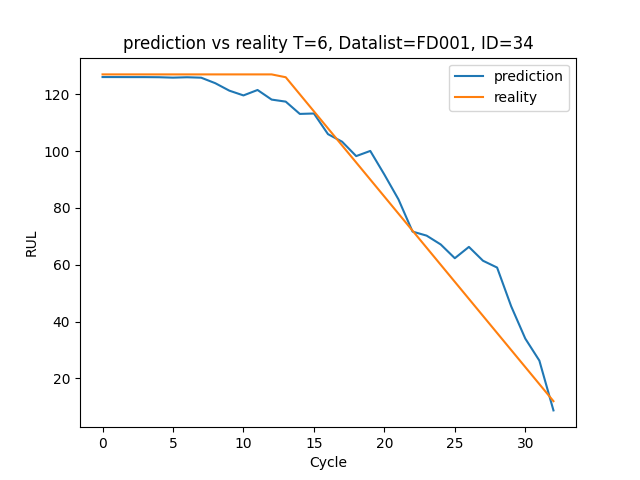 prediction vs reality T=6, Datalist=FD001, ID=34
prediction
reality
RUL
120
100
80
60
40
20
0 5 10 15 20 25 30
Cycle